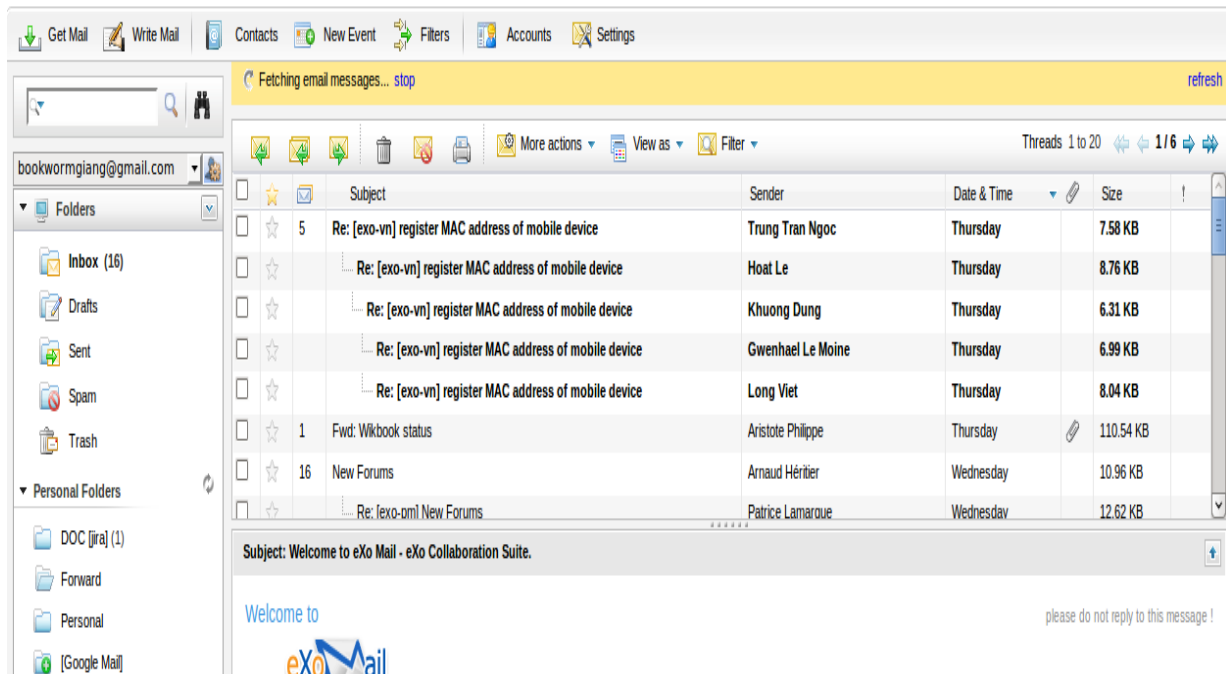 Get Mail Write Mail Contacts New Event Filters Accounts Settings
Fetching email messages... stop refresh
More actions View as Filter Threads 1 to 20 1/6
bookwormgiang@gmail.com
Folders
Inbox (16)
Drafts
Sent
Spam
Trash
Personal Folders
DOC [jira] (1)
Forward
Personal
[Google Mail]
Subject Sender Date & Time Size !
5 Re: [exo-vn] register MAC address of mobile device Trung Tran Ngoc Thursday 7.58 KB
Re: [exo-vn] register MAC address of mobile device Hoat Le Thursday 8.76 KB
Re: [exo-vn] register MAC address of mobile device Khuong Dung Thursday 6.31 KB
Re: [exo-vn] register MAC address of mobile device Gwenhael Le Moine Thursday 6.99 KB
Re: [exo-vn] register MAC address of mobile device Long Viet Thursday 8.04 KB
1 Fwd: Wikbook status Aristote Philippe Thursday 110.54 KB
16 New Forums Arnaud Héritier Wednesday 10.96 KB
Re: [exo-pm] New Forums Patrice Lamarque Wednesday 12.62 KB
Subject: Welcome to eXo Mail - eXo Collaboration Suite.
Welcome to please do not reply to this message !
eXo Mail